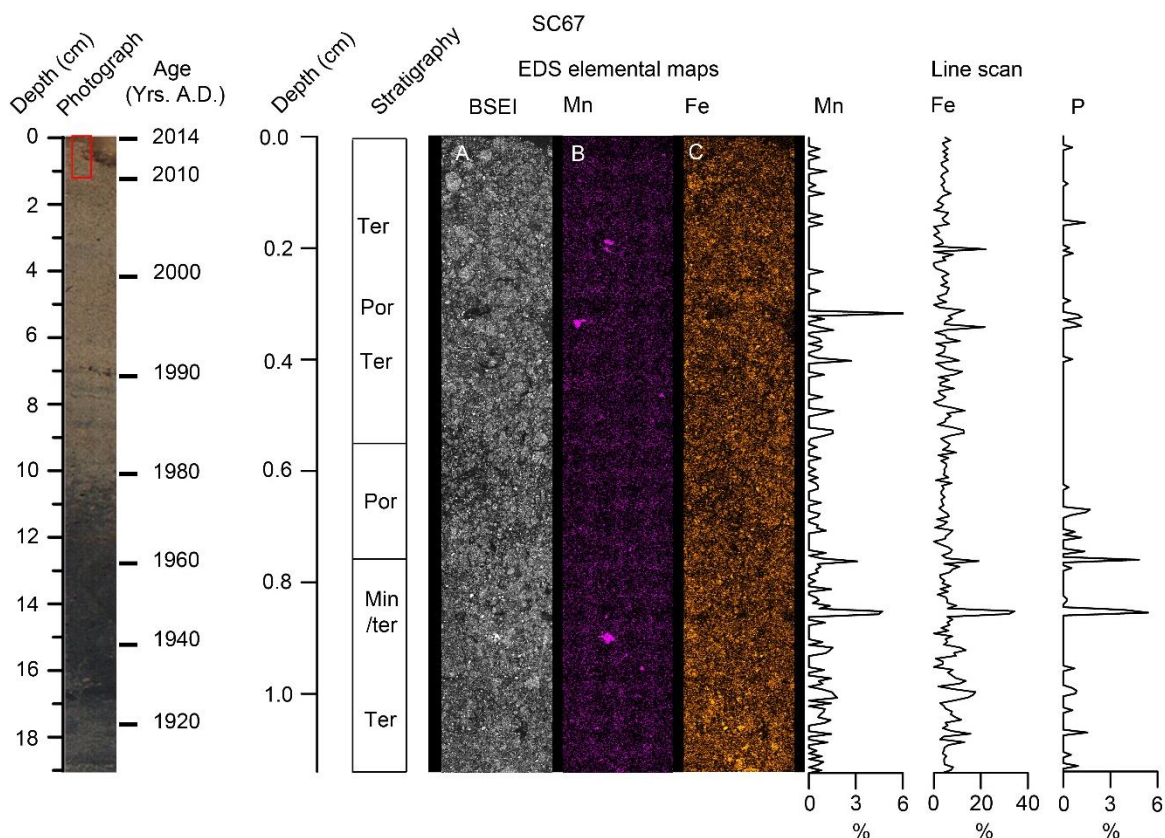 SC67
Depth (cm)
Photograph
Age
(Yrs. A.D.)
Depth (cm)
Stratigraphy
EDS elemental maps
Line scan
BSEI
Mn
Fe
Mn
Fe
P
0
2
4
6
8
10
12
14
16
18
2014
2010
2000
1990
1980
1960
1940
1920
0.0
0.2
0.4
0.6
0.8
1.0
Ter
Por
Ter
Por
Min
/ter
Ter
A
B
C
0 6
%
0 20 40
%
0 6
%